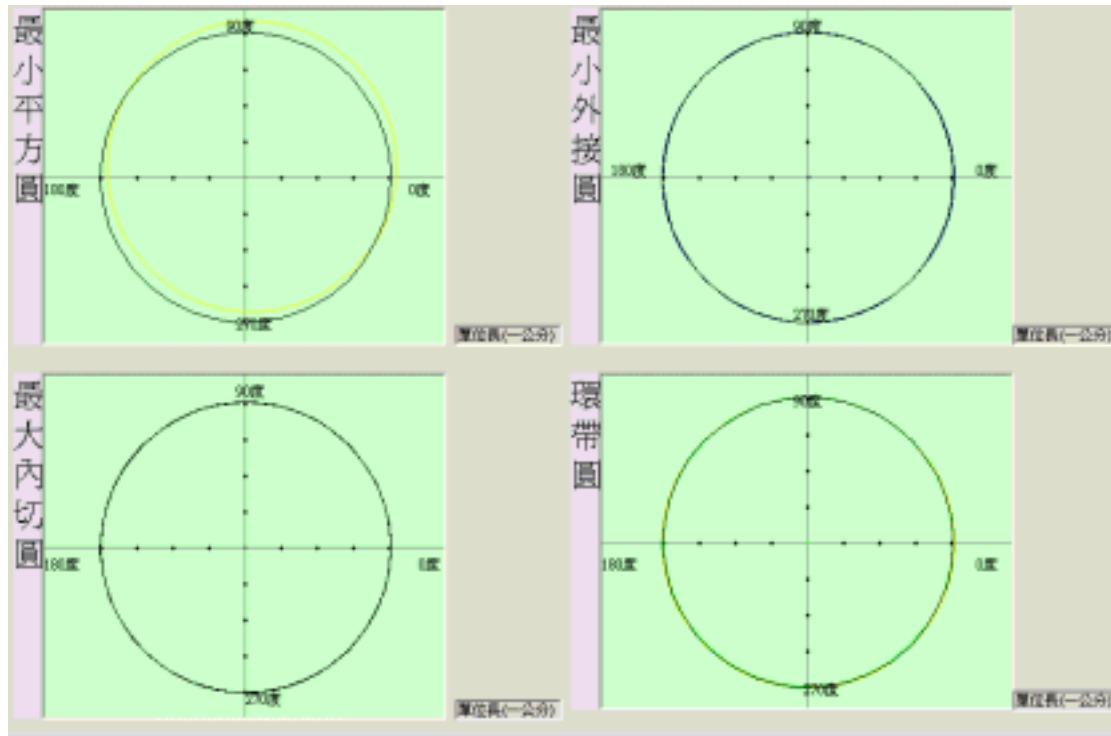 最小平方圓
90度
180度
0度
270度
單位長(一公分)
最小外接圓
90度
180度
0度
270度
單位長(一公分)
最大內切圓
90度
180度
0度
270度
單位長(一公分)
環帶圓
90度
180度
0度
270度
單位長(一公分)